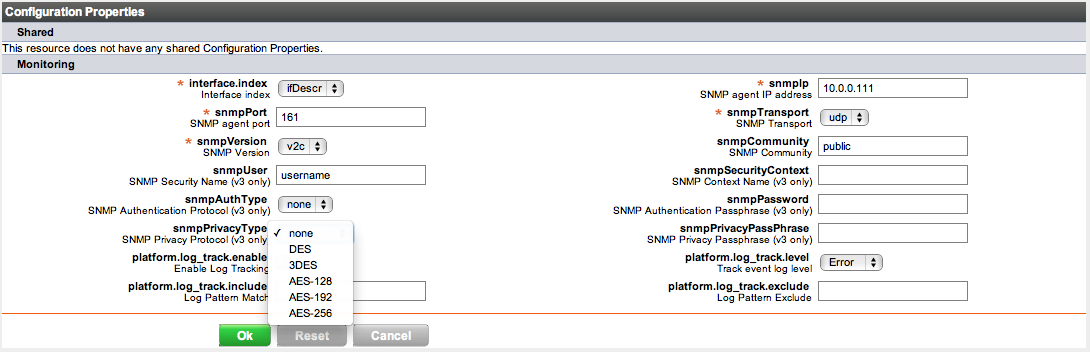 Configuration Properties
Shared
This resource does not have any shared Configuration Properties.
Monitoring
* interface.index
Interface index
ifDescr
* snmpIp
SNMP agent IP address
10.0.0.111
* snmpPort
SNMP agent port
161
* snmpTransport
SNMP Transport
udp
* snmpVersion
SNMP Version
v2c
snmpCommunity
SNMP Community
public
snmpUser
SNMP Security Name (v3 only)
username
snmpSecurityContext
SNMP Context Name (v3 only)
snmpAuthType
SNMP Authentication Protocol (v3 only)
none
snmpPassword
SNMP Authentication Passphrase (v3 only)
snmpPrivacyType
SNMP Privacy Protocol (v3 only)
✓ none
DES
3DES
AES-128
AES-192
AES-256
snmpPrivacyPassPhrase
SNMP Privacy Passphrase (v3 only)
platform.log_track.enable
Enable Log Tracking
platform.log_track.level
Track event log level
Error
platform.log_track.include
Log Pattern Match
platform.log_track.exclude
Log Pattern Exclude
Ok
Reset
Cancel